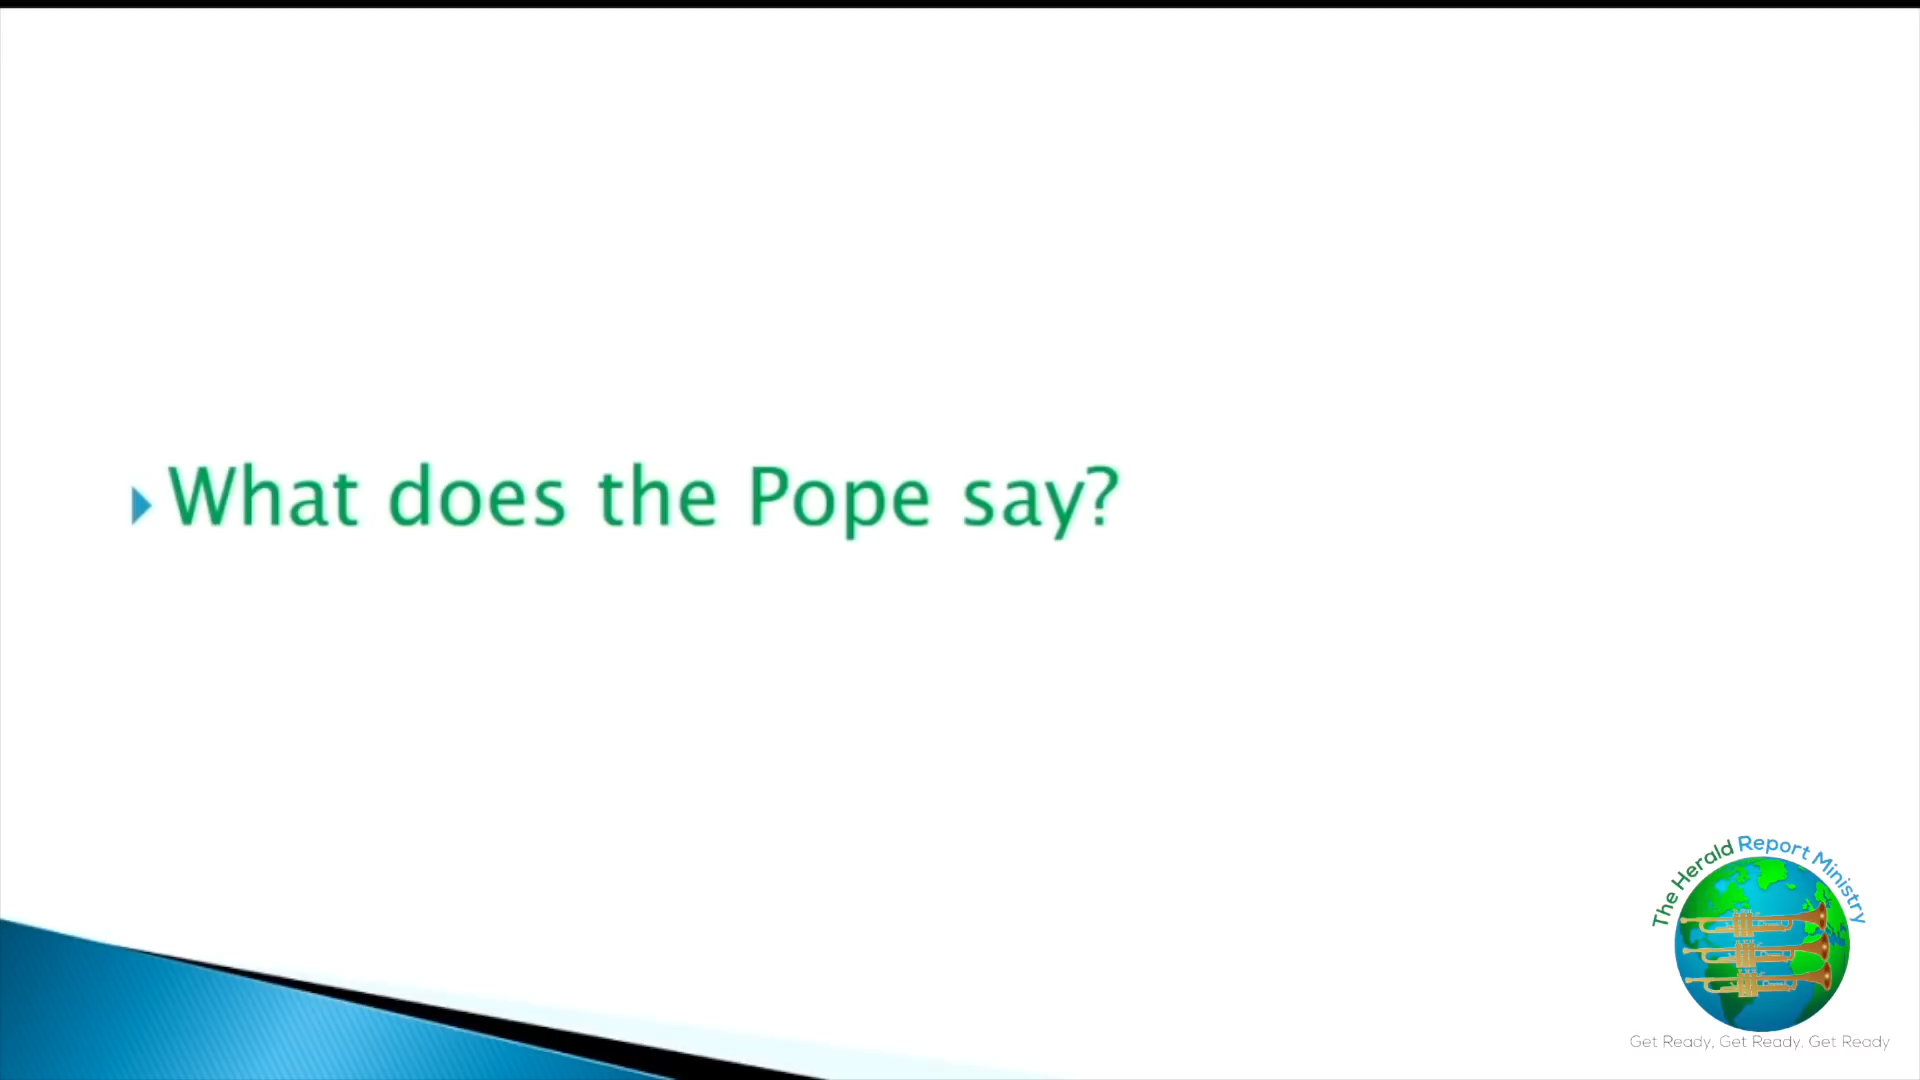 What does the Pope say?
The Herald Report Ministry
Get Ready, Get Ready, Get Ready